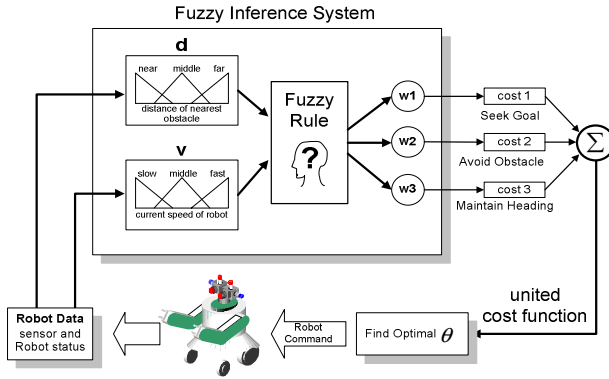 Fuzzy Inference System
d
near middle far
distance of nearest
obstacle
v
slow middle fast
current speed of robot
Fuzzy
Rule
?
w1
w2
w3
cost 1
Seek Goal
cost 2
Avoid Obstacle
cost 3
Maintain Heading
Σ
united
cost function
Find Optimal θ
Robot
Command
Robot Data
sensor and
Robot status